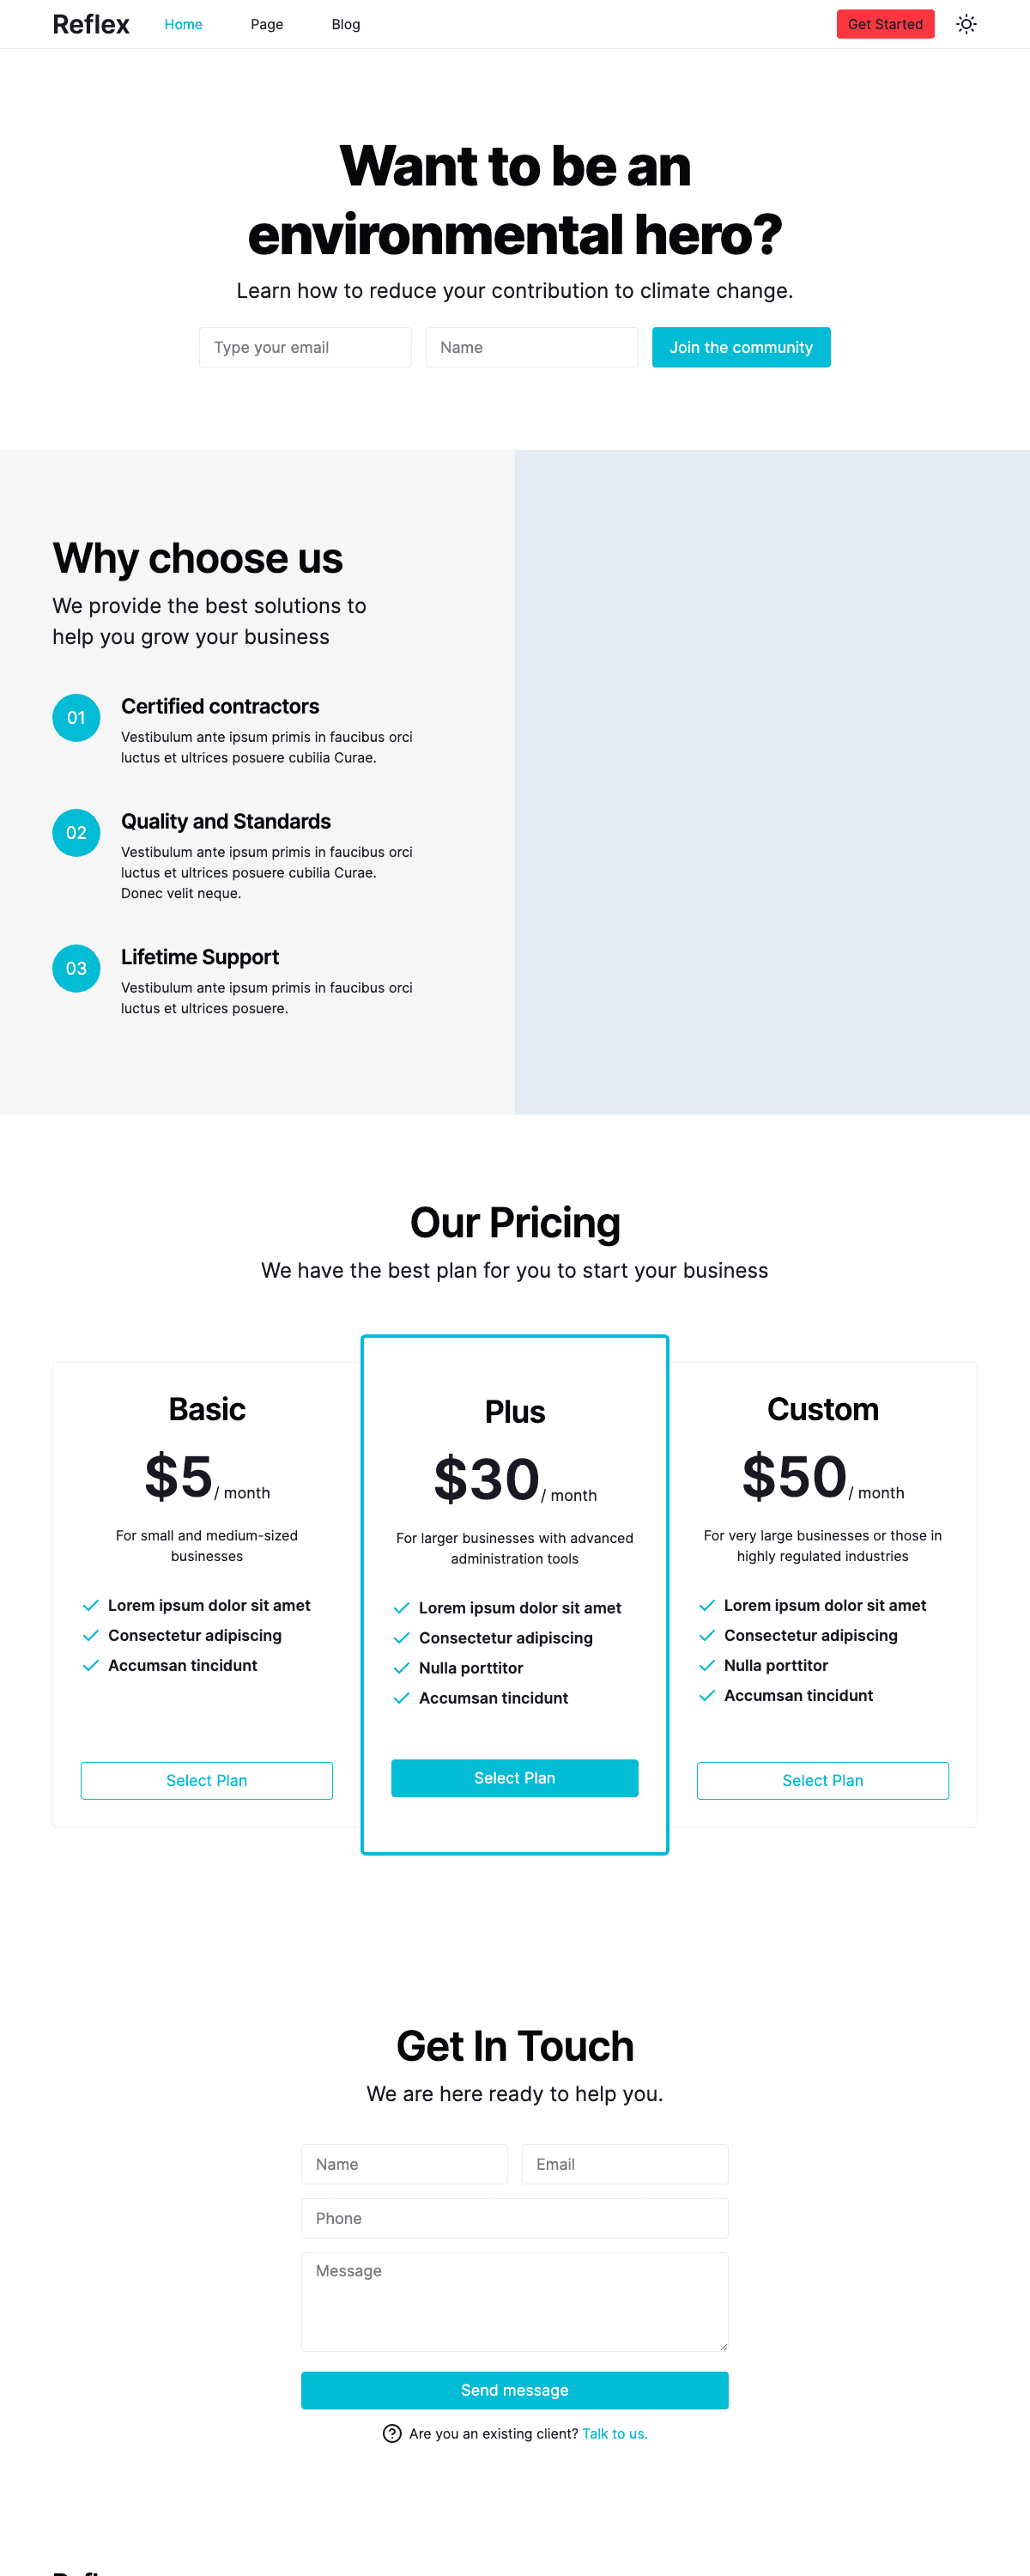 Reflex
Home
Page
Blog
Get Started
Want to be an
environmental hero?
Learn how to reduce your contribution to climate change.
Type your email
Name
Join the community
Why choose us
We provide the best solutions to
help you grow your business
01
Certified contractors
Vestibulum ante ipsum primis in faucibus orci
luctus et ultrices posuere cubilia Curae.
02
Quality and Standards
Vestibulum ante ipsum primis in faucibus orci
luctus et ultrices posuere cubilia Curae.
Donec velit neque.
03
Lifetime Support
Vestibulum ante ipsum primis in faucibus orci
luctus et ultrices posuere.
Our Pricing
We have the best plan for you to start your business
Basic
$5/ month
For small and medium-sized
businesses
Lorem ipsum dolor sit amet
Consectetur adipiscing
Accumsan tincidunt
Select Plan
Plus
$30/ month
For larger businesses with advanced
administration tools
Lorem ipsum dolor sit amet
Consectetur adipiscing
Nulla porttitor
Accumsan tincidunt
Select Plan
Custom
$50/ month
For very large businesses or those in
highly regulated industries
Lorem ipsum dolor sit amet
Consectetur adipiscing
Nulla porttitor
Accumsan tincidunt
Select Plan
Get In Touch
We are here ready to help you.
Name
Email
Phone
Message
Send message
Are you an existing client? Talk to us.